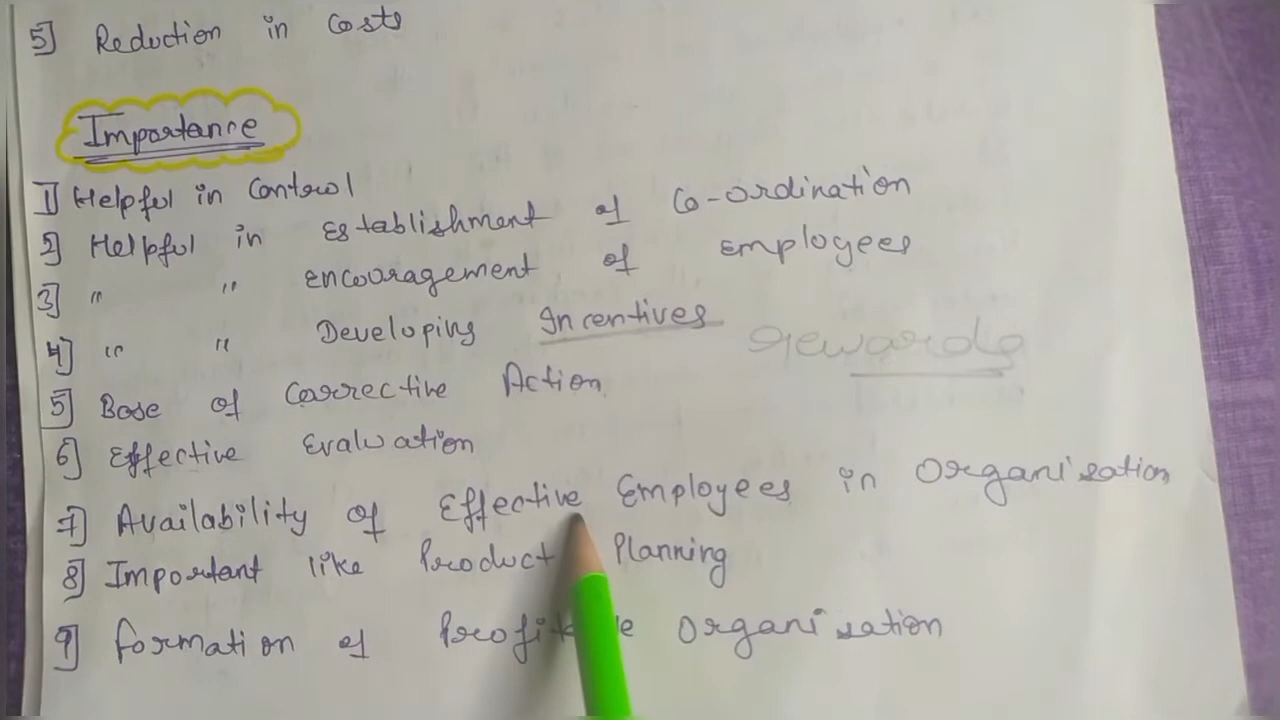 5] Reduction in Costs
Importance
1] Helpful in Control
2] Helpful in Establishment of Co-ordination
3] " " Encouragement of Employees
4] " " Developing Incentives rewards
5] Base of Corrective Action
6] Effective Evaluation
7] Availability of Effective Employees in Organisation
8] Important like Product Planning
9] Formation of Organisation